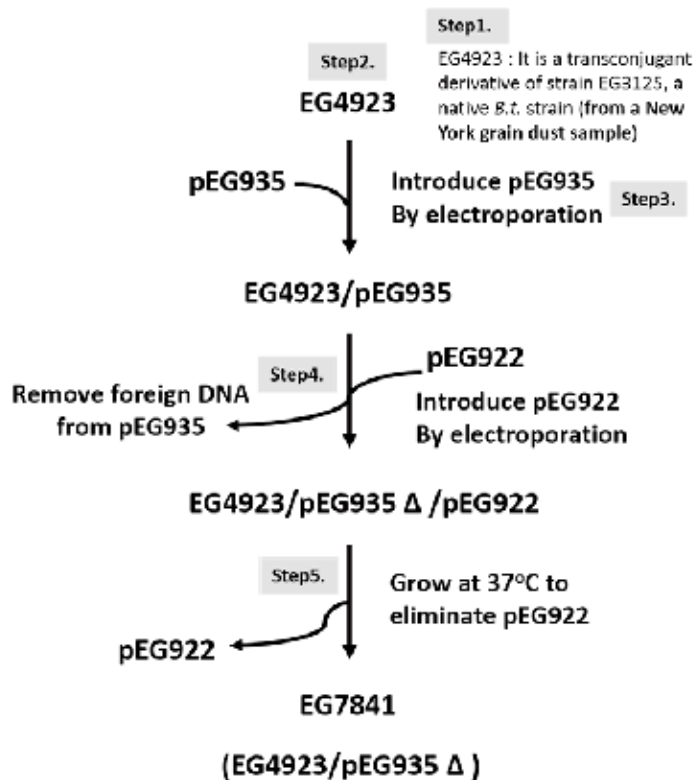 Step1.
EG4923 : It is a transconjugant
derivative of strain EG3125, a
native B.t. strain (from a New
York grain dust sample)
Step2.
EG4923
pEG935
Introduce pEG935
By electroporation
Step3.
EG4923/pEG935
Step4.
pEG922
Remove foreign DNA
from pEG935
Introduce pEG922
By electroporation
EG4923/pEG935 Δ /pEG922
Step5.
Grow at 37°C to
eliminate pEG922
pEG922
EG7841
(EG4923/pEG935 Δ )